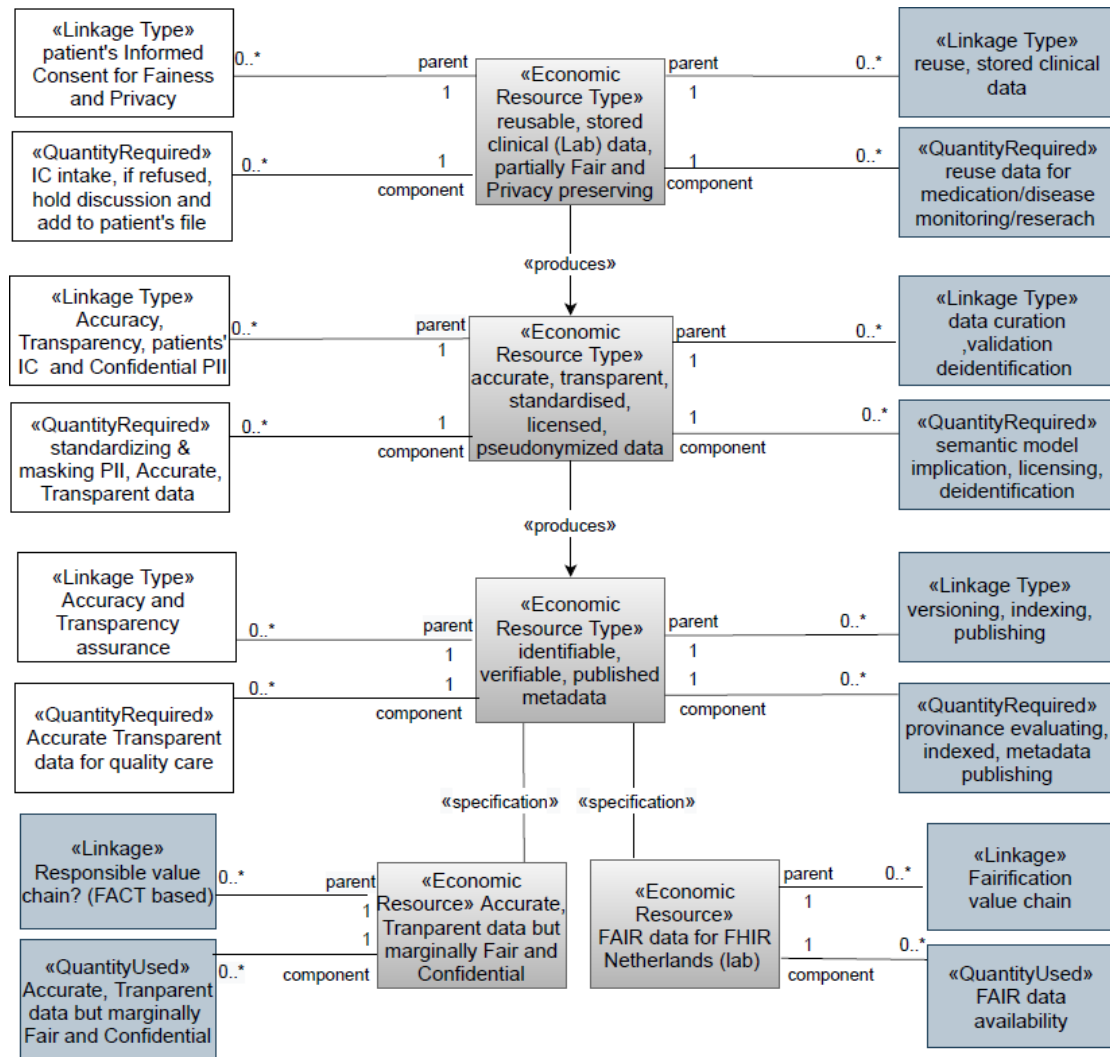 «Linkage Type»
patient's Informed
Consent for Fainess
and Privacy
0..*
parent
1
«Economic
Resource Type»
reusable, stored
clinical (Lab) data,
partially Fair and
Privacy preserving
parent
1
0..*
«Linkage Type»
reuse, stored clinical
data
«QuantityRequired»
IC intake, if refused,
hold discussion and
add to patient's file
0..*
1
component
1
component
0..*
«QuantityRequired»
reuse data for
medication/disease
monitoring/reserach
«produces»
«Linkage Type»
Accuracy,
Transparency, patients'
IC and Confidential PII
0..*
parent
1
«Economic
Resource Type»
accurate, transparent,
standardised,
licensed,
pseudonymized data
parent
1
0..*
«Linkage Type»
data curation
,validation
deidentification
«QuantityRequired»
standardizing &
masking PII, Accurate,
Transparent data
0..*
1
component
1
component
0..*
«QuantityRequired»
semantic model
implication, licensing,
deidentification
«produces»
«Linkage Type»
Accuracy and
Transparency
assurance
0..*
parent
1
«Economic
Resource Type»
identifiable,
verifiable, published
metadata
parent
1
0..*
«Linkage Type»
versioning, indexing,
publishing
«QuantityRequired»
Accurate Transparent
data for quality care
0..*
1
component
1
component
0..*
«QuantityRequired»
provinance evaluating,
indexed, metadata
publishing
«specification»
«specification»
«Linkage»
Responsible value
chain? (FACT based)
0..*
parent
1
«Economic
Resource» Accurate,
Tranparent data but
marginally Fair and
Confidential
«QuantityUsed»
Accurate, Tranparent
data but marginally
Fair and Confidential
0..*
1
component
«Economic
Resource»
FAIR data for FHIR
Netherlands (lab)
parent
1
0..*
«Linkage»
Fairification
value chain
1
component
0..*
«QuantityUsed»
FAIR data
availability